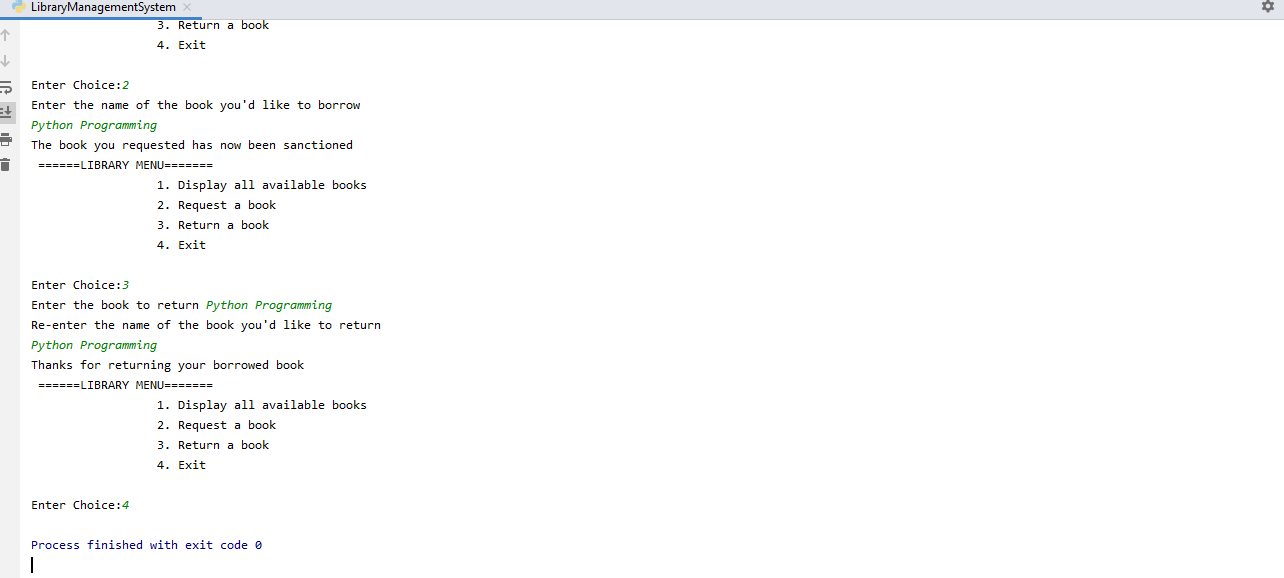 LibraryManagementSystem
3. Return a book
4. Exit
Enter Choice:2
Enter the name of the book you'd like to borrow
Python Programming
The book you requested has now been sanctioned
======LIBRARY MENU=======
1. Display all available books
2. Request a book
3. Return a book
4. Exit
Enter Choice:3
Enter the book to return Python Programming
Re-enter the name of the book you'd like to return
Python Programming
Thanks for returning your borrowed book
======LIBRARY MENU=======
1. Display all available books
2. Request a book
3. Return a book
4. Exit
Enter Choice:4
Process finished with exit code 0